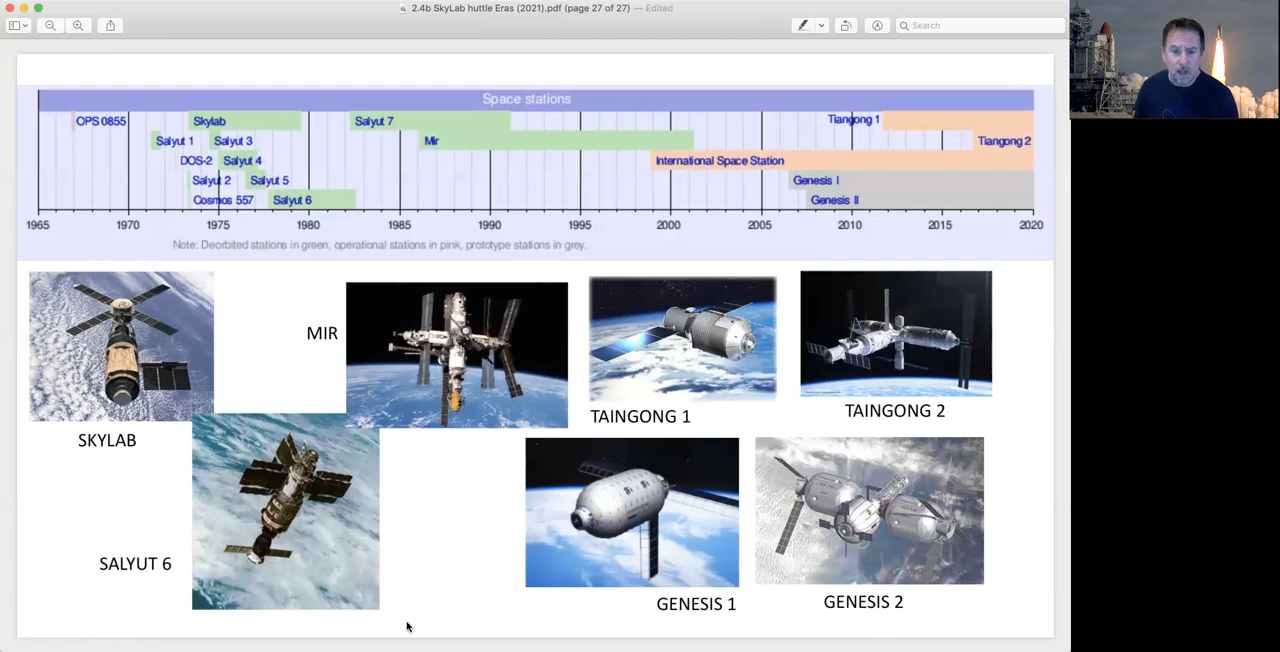 2.4b SkyLab huttle Eras (2021).pdf (page 27 of 27) — Edited
Search
Space stations
OPS 0855 Skylab Salyut 7 Tiangong 1
Salyut 1 Salyut 3 Mir Tiangong 2
DOS-2 Salyut 4 International Space Station
Salyut 2 Salyut 5 Genesis I
Cosmos 557 Salyut 6 Genesis II
1965 1970 1975 1980 1985 1990 1995 2000 2005 2010 2015 2020
Note: Deorbited stations in green, operational stations in pink, prototype stations in grey.
MIR
TAINGONG 1
TAINGONG 2
SKYLAB
SALYUT 6
GENESIS 1
GENESIS 2